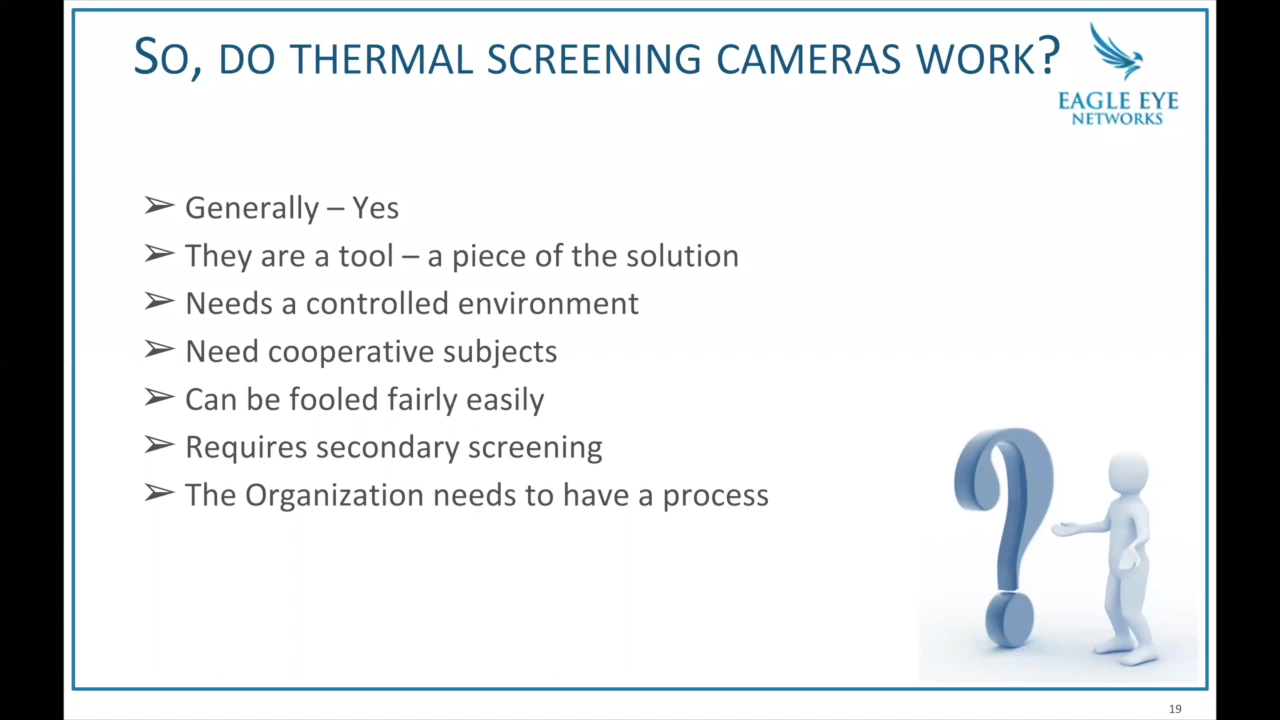 SO, DO THERMAL SCREENING CAMERAS WORK?
EAGLE EYE
NETWORKS
➢ Generally – Yes
➢ They are a tool – a piece of the solution
➢ Needs a controlled environment
➢ Need cooperative subjects
➢ Can be fooled fairly easily
➢ Requires secondary screening
➢ The Organization needs to have a process
19